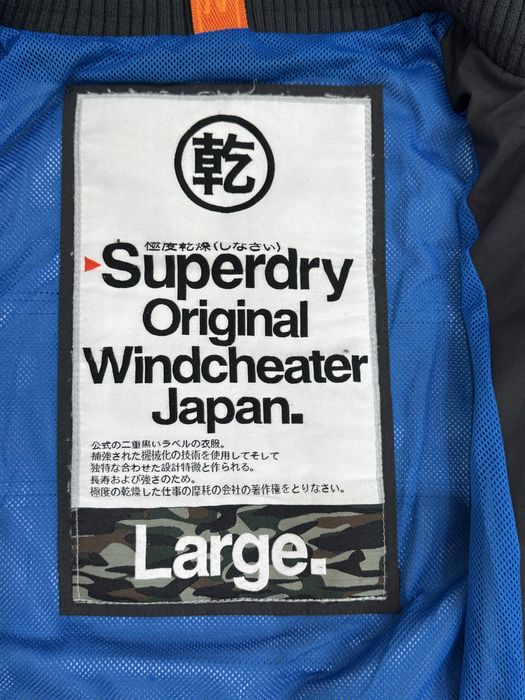 乾
極度乾燥(しなさい)
Superdry
Original
Windcheater
Japan.
公式の二重黒いラベルの衣服。
捕強された機械化の技術を使用してそして
独特な合わせた設計特徴と作られる。
長寿および強さのため。
極度の乾燥した仕事の摩耗の会社の著作権をとりなさい。
Large.